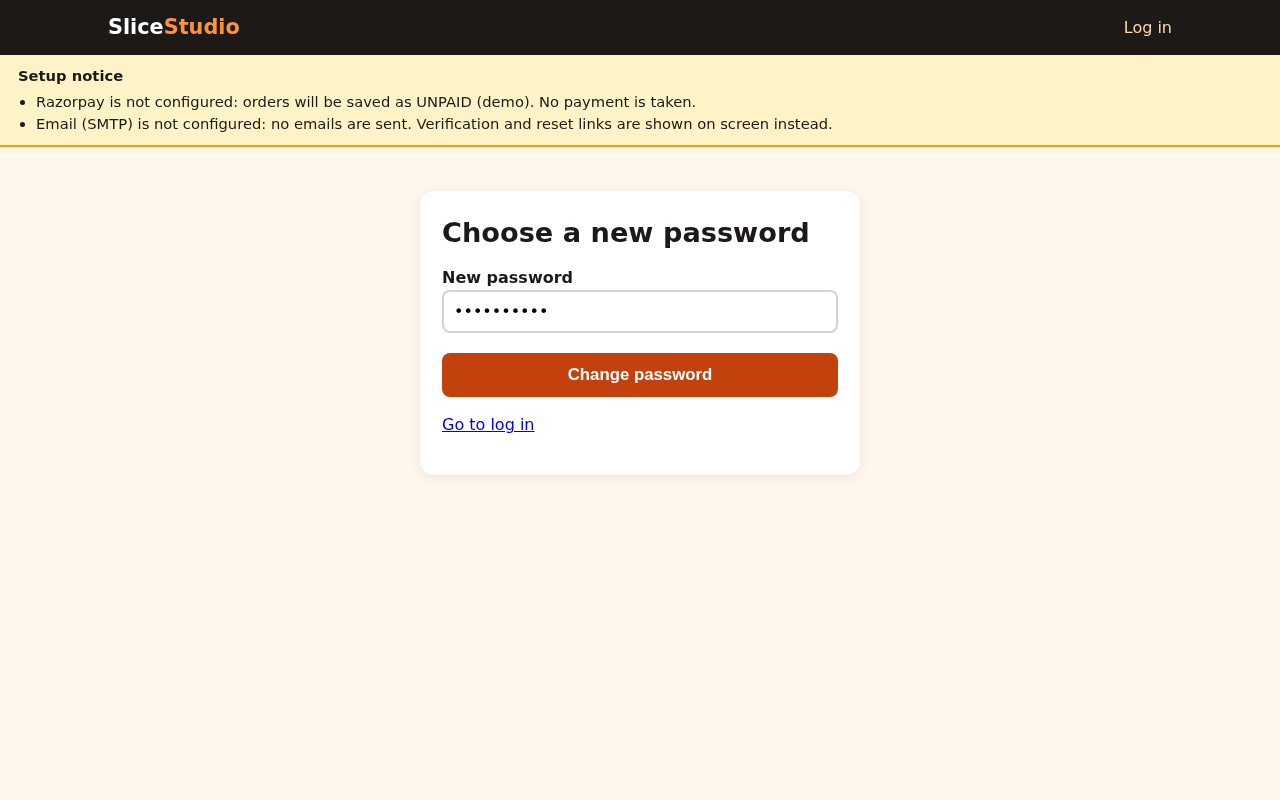 SliceStudio
Log in
Setup notice
• Razorpay is not configured: orders will be saved as UNPAID (demo). No payment is taken.
• Email (SMTP) is not configured: no emails are sent. Verification and reset links are shown on screen instead.
Choose a new password
New password
••••••••••
Change password
Go to log in